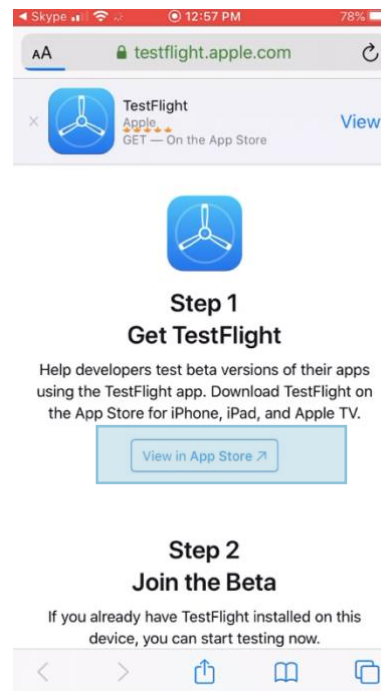 ◀ Skype 12:57 PM 78%
AA testflight.apple.com
TestFlight
Apple
GET — On the App Store
View
Step 1
Get TestFlight
Help developers test beta versions of their apps
using the TestFlight app. Download TestFlight on
the App Store for iPhone, iPad, and Apple TV.
View in App Store ↗
Step 2
Join the Beta
If you already have TestFlight installed on this
device, you can start testing now.